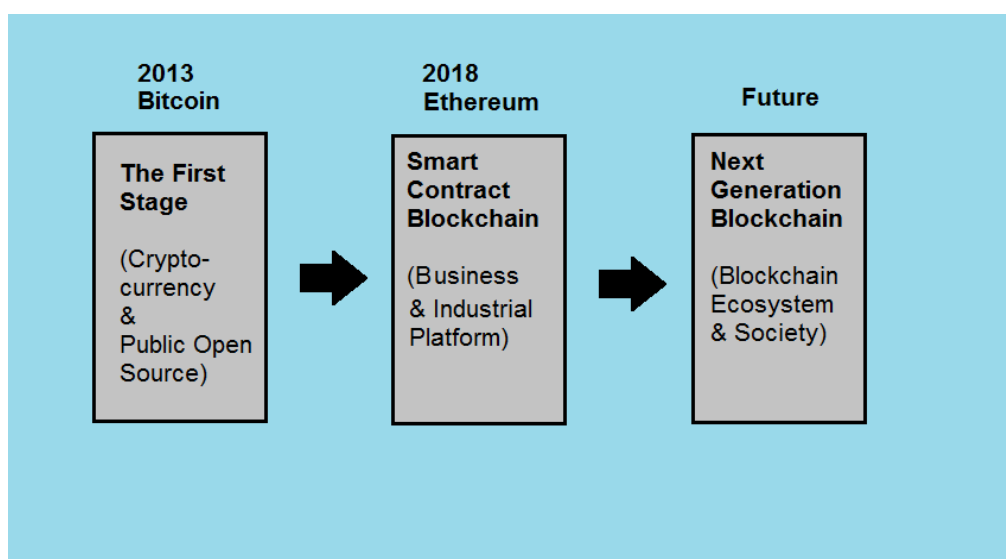 2013
Bitcoin
The First
Stage
(Crypto-
currency
&
Public Open
Source)
2018
Ethereum
Smart
Contract
Blockchain
(Business
& Industrial
Platform)
Future
Next
Generation
Blockchain
(Blockchain
Ecosystem
& Society)